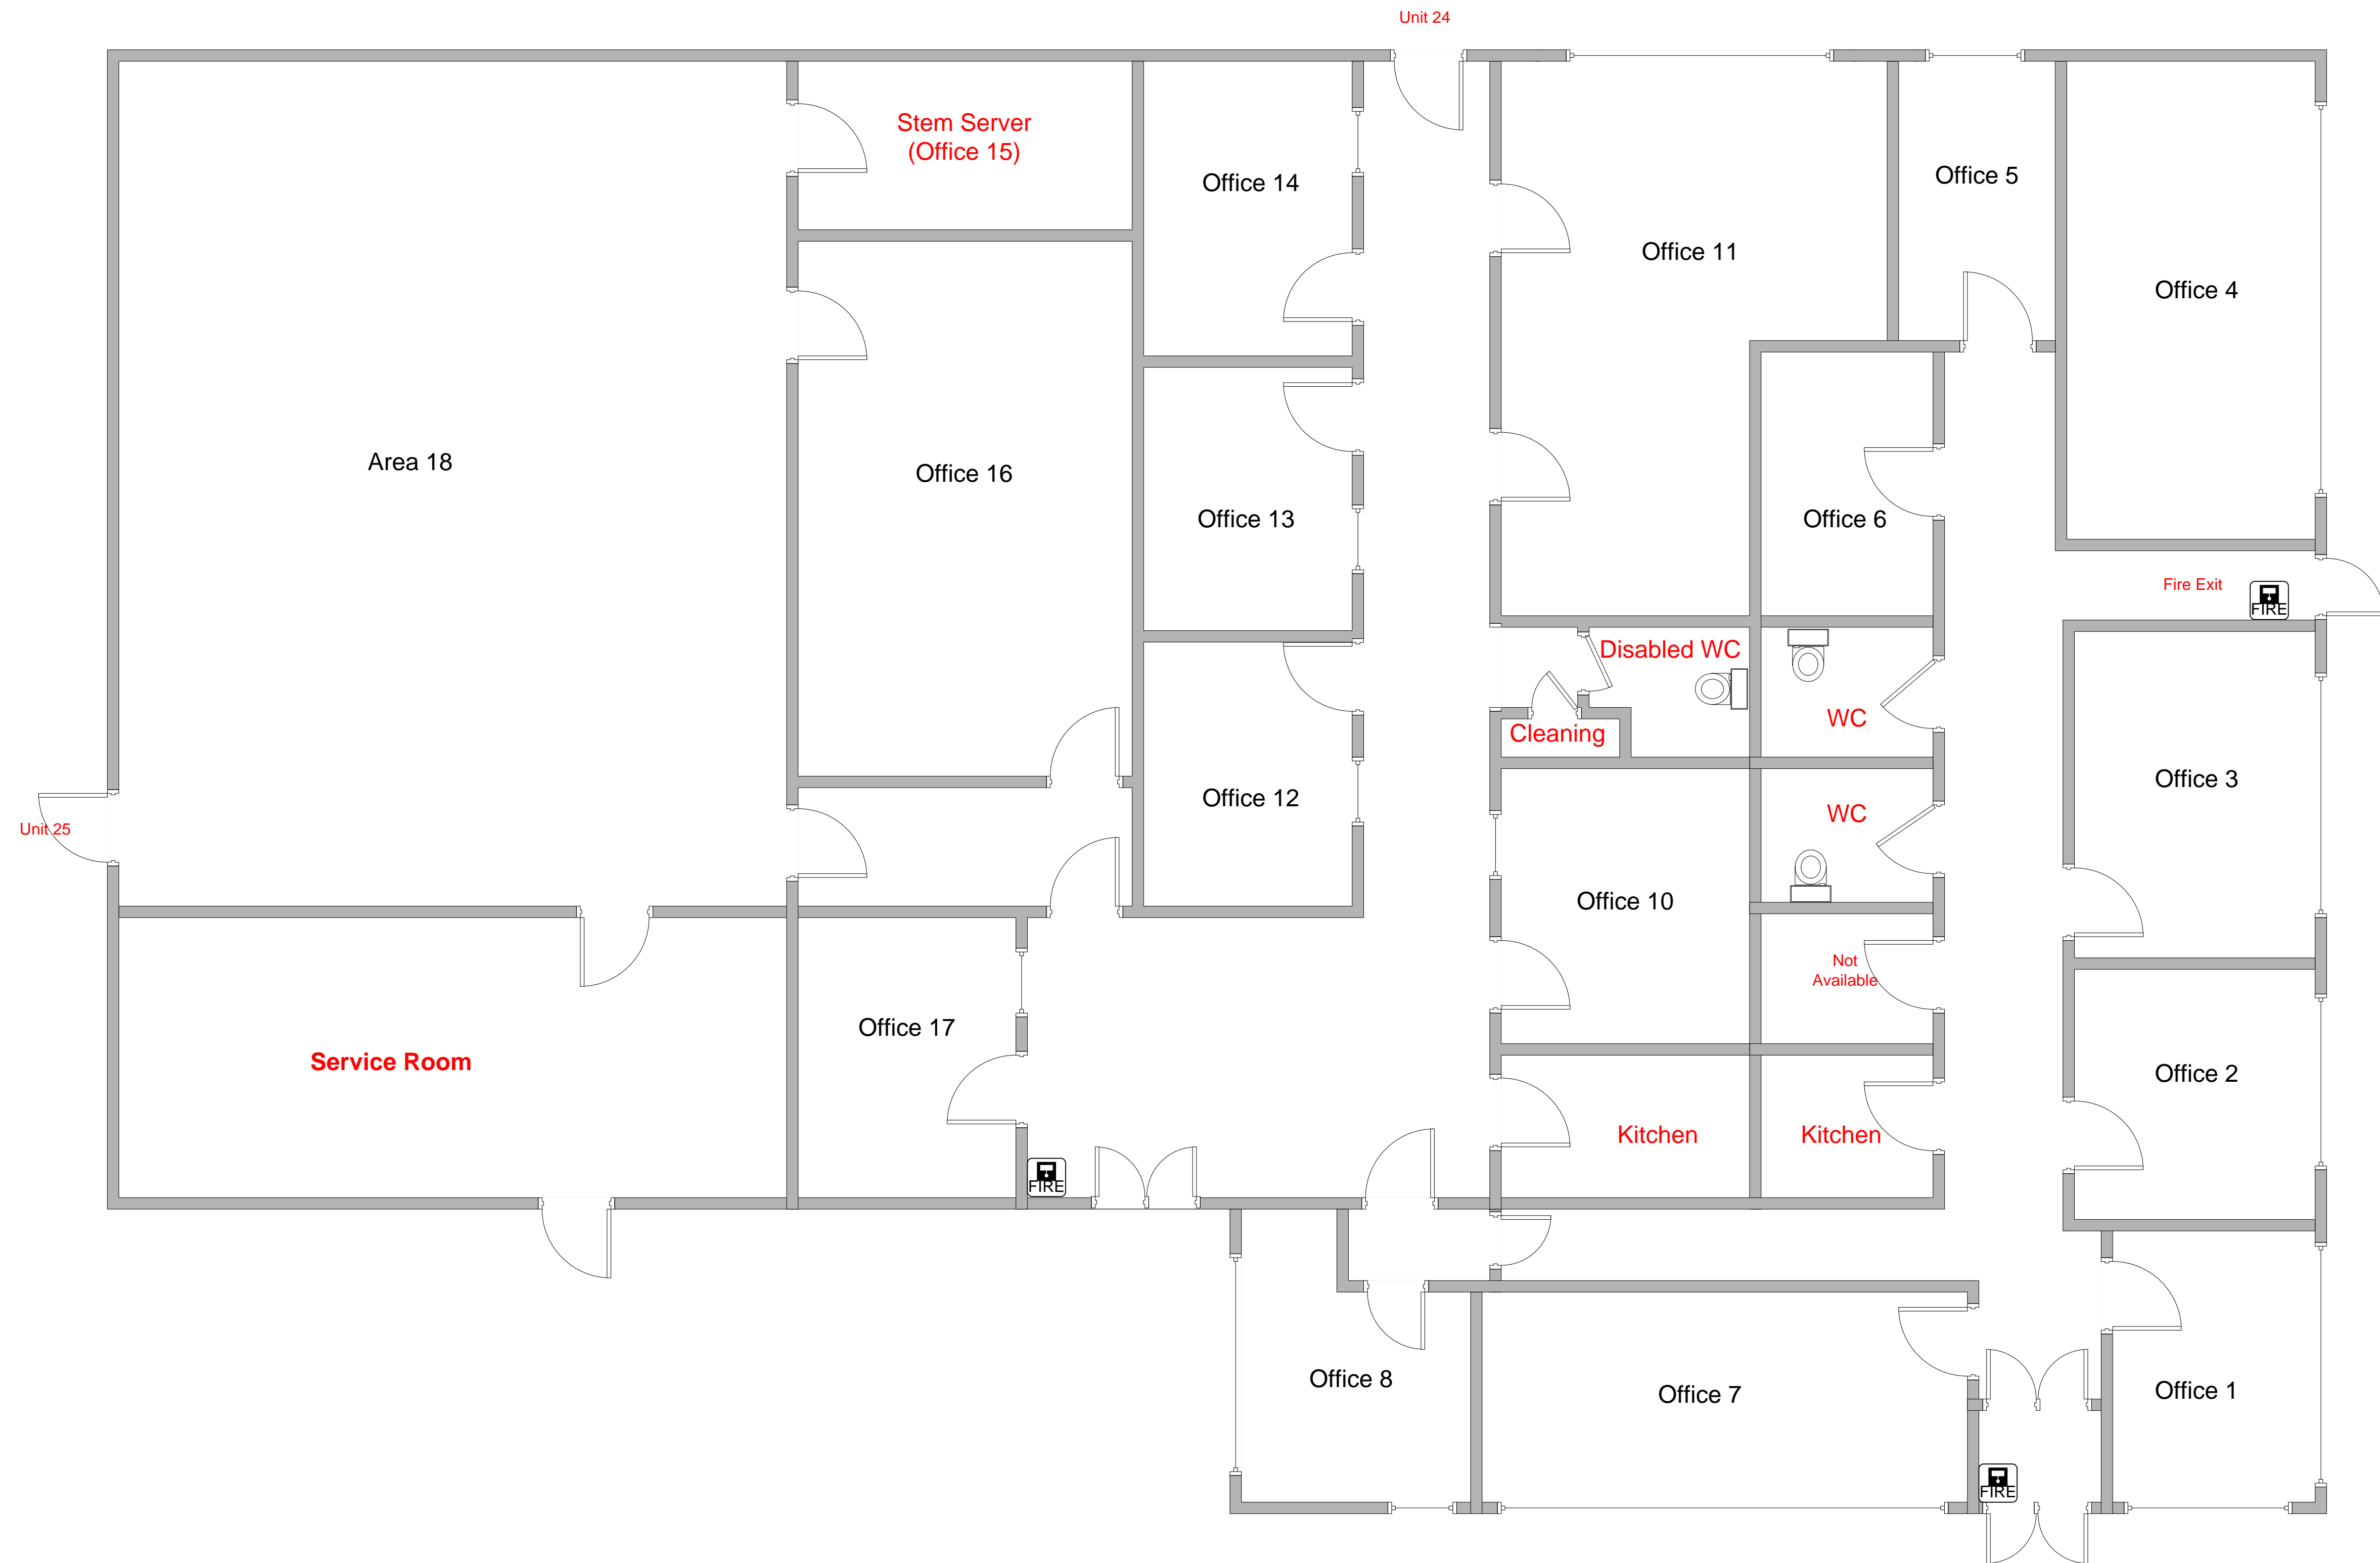 Unit 24
Stem Server
(Office 15)
Office 14
Office 5
Office 11
Office 4
Area 18
Office 16
Office 13
Office 6
Fire Exit
FIRE
Disabled WC
WC
Cleaning
Office 3
Office 12
WC
Unit 25
Office 10
Not
Available
Office 17
Service Room
Office 2
Kitchen
Kitchen
FIRE
Office 8
Office 7
Office 1
FIRE